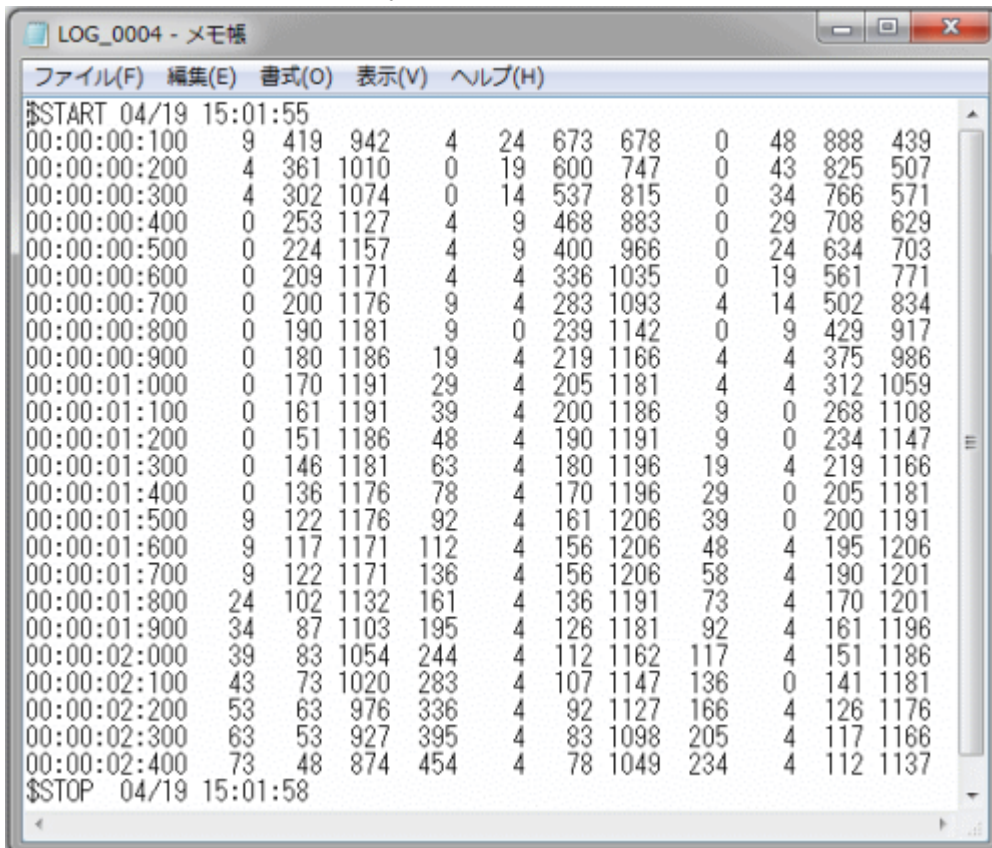 LOG_0004 - メモ帳
ファイル(F) 編集(E) 書式(O) 表示(V) ヘルプ(H)
$START 04/19 15:01:55
00:00:00:100 9 419 942 4 24 673 678 0 48 888 439
00:00:00:200 4 361 1010 0 19 600 747 0 43 825 507
00:00:00:300 4 302 1074 0 14 537 815 0 34 766 571
00:00:00:400 0 253 1127 4 9 468 883 0 29 708 629
00:00:00:500 0 224 1157 4 9 400 966 0 24 634 703
00:00:00:600 0 209 1171 4 4 336 1035 0 19 561 771
00:00:00:700 0 200 1176 9 4 283 1093 4 14 502 834
00:00:00:800 0 190 1181 9 0 239 1142 0 9 429 917
00:00:00:900 0 180 1186 19 4 219 1166 4 4 375 986
00:00:01:000 0 170 1191 29 4 205 1181 4 4 312 1059
00:00:01:100 0 161 1191 39 4 200 1186 9 0 268 1108
00:00:01:200 0 151 1186 48 4 190 1191 9 0 234 1147
00:00:01:300 0 146 1181 63 4 180 1196 19 4 219 1166
00:00:01:400 0 136 1176 78 4 170 1196 29 0 205 1181
00:00:01:500 9 122 1176 92 4 161 1206 39 0 200 1191
00:00:01:600 9 117 1171 112 4 156 1206 48 4 195 1206
00:00:01:700 9 122 1171 136 4 156 1206 58 4 190 1201
00:00:01:800 24 102 1132 161 4 136 1191 73 4 170 1201
00:00:01:900 34 87 1103 195 4 126 1181 92 4 161 1196
00:00:02:000 39 83 1054 244 4 112 1162 117 4 151 1186
00:00:02:100 43 73 1020 283 4 107 1147 136 0 141 1181
00:00:02:200 53 63 976 336 4 92 1127 166 4 126 1176
00:00:02:300 63 53 927 395 4 83 1098 205 4 117 1166
00:00:02:400 73 48 874 454 4 78 1049 234 4 112 1137
$STOP 04/19 15:01:58